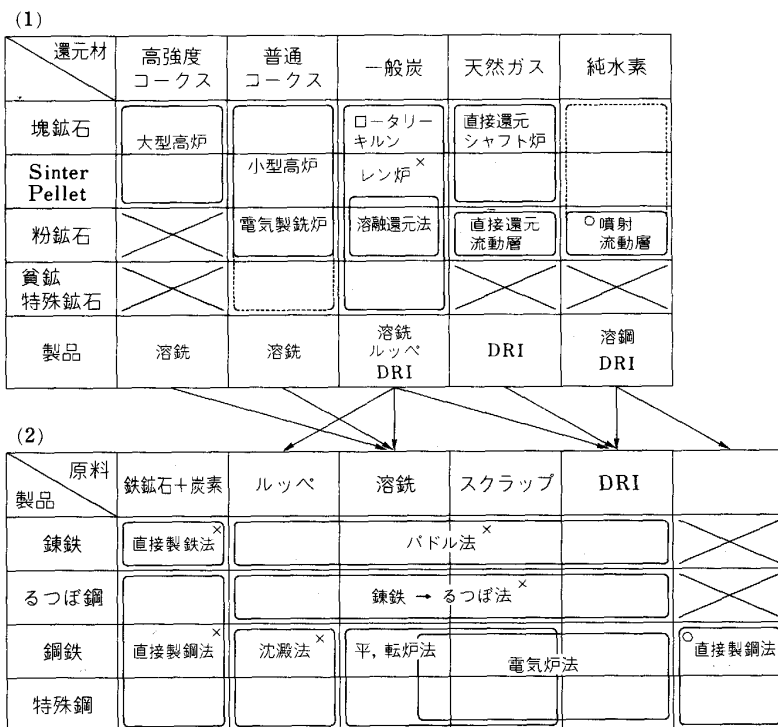 (1)
還元材
高強度
コークス
普通
コークス
一般炭
天然ガス
純水素
塊鉱石
大型高炉
ロータリー
キルン
直接還元
シャフト炉
Sinter
Pellet
小型高炉
レン炉×
粉鉱石
電気製銑炉
溶融還元法
直接還元
流動層
○噴射
流動層
貧鉱
特殊鉱石
製品
溶銑
溶銑
溶銑
ルッペ
DRI
DRI
溶鋼
DRI
(2)
原料
製品
鉄鉱石+炭素
ルッペ
溶銑
スクラップ
DRI
錬鉄
直接製鉄法×
パドル法×
るつぼ鋼
錬鉄 → るつぼ法×
鋼鉄
直接製鋼法×
沈澱法×
平,転炉法
電気炉法
○直接製鋼法
特殊鋼